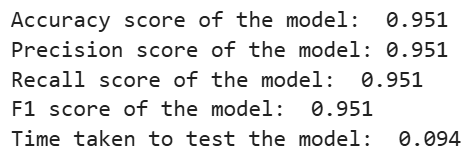 Accuracy score of the model:  0.951
Precision score of the model: 0.951
Recall score of the model:  0.951
F1 score of the model:  0.951
Time taken to test the model:  0.094